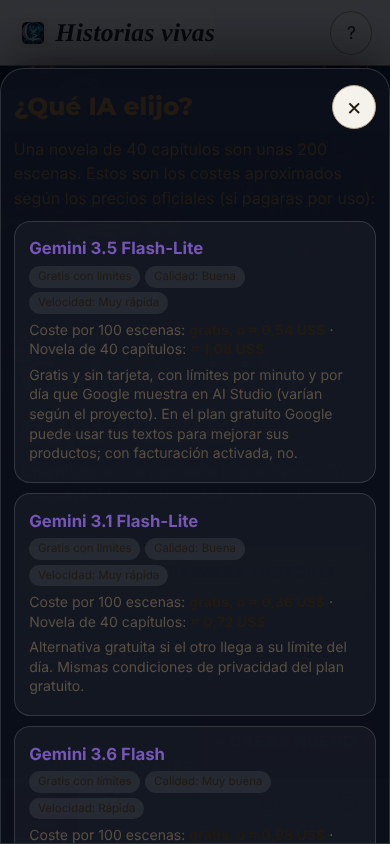 Historias vivas
?
¿Qué IA elijo?
×
Una novela de 40 capítulos son unas 200
escenas. Estos son los costes aproximados
según los precios oficiales (si pagaras por uso):
Gemini 3.5 Flash-Lite
Gratis con límites
Calidad: Buena
Velocidad: Muy rápida
Coste por 100 escenas:
Novela de 40 capítulos:
Gratis y sin tarjeta, con límites por minuto y por
día que Google muestra en AI Studio (varían
según el proyecto). En el plan gratuito Google
puede usar tus textos para mejorar sus
productos; con facturación activada, no.
Gemini 3.1 Flash-Lite
Gratis con límites
Calidad: Buena
Velocidad: Muy rápida
Coste por 100 escenas:
Novela de 40 capítulos:
Alternativa gratuita si el otro llega a su límite del
día. Mismas condiciones de privacidad del plan
gratuito.
Gemini 3.6 Flash
Gratis con límites
Calidad: Muy buena
Velocidad: Rápida
Coste por 100 escenas: